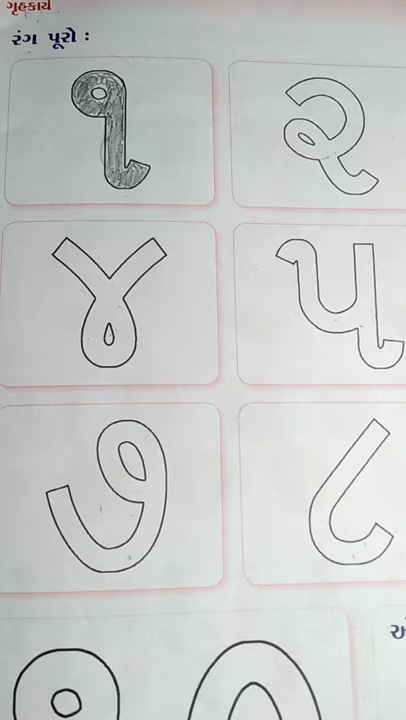 ગૃહકાર્ય
રંગ પૂરો :
૧ ૨
૪ ૫
૭ ૮